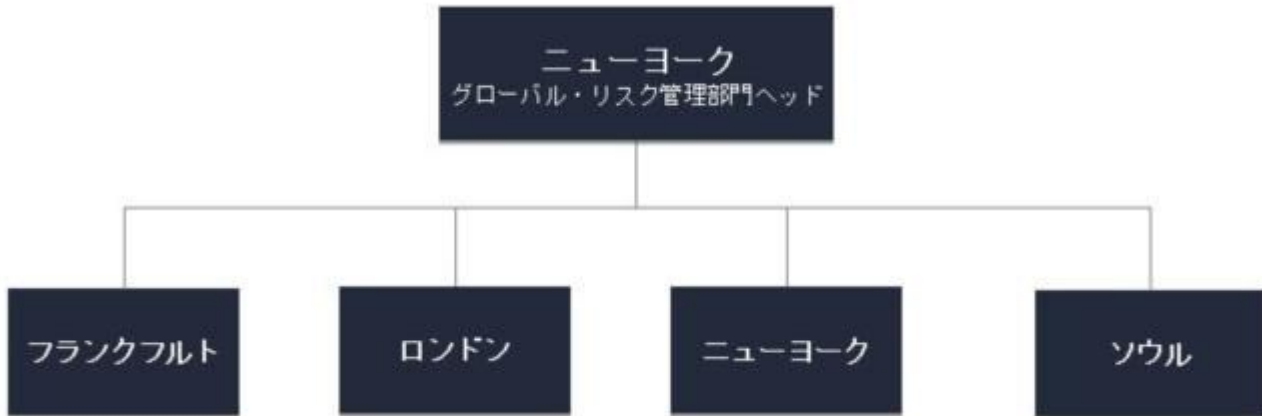 ニューヨーク
グローバル・リスク管理部門ヘッド
フランクフルト
ロンドン
ニューヨーク
ソウル